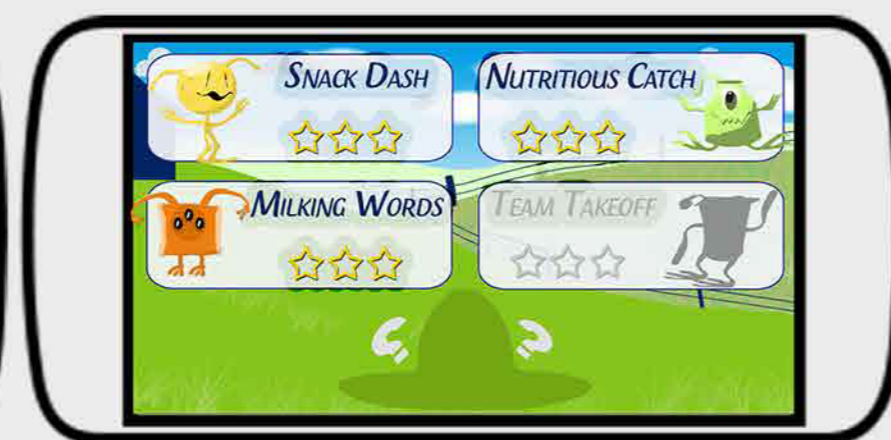 Snack Dash
Nutritious Catch
Milking Words
Team Takeoff